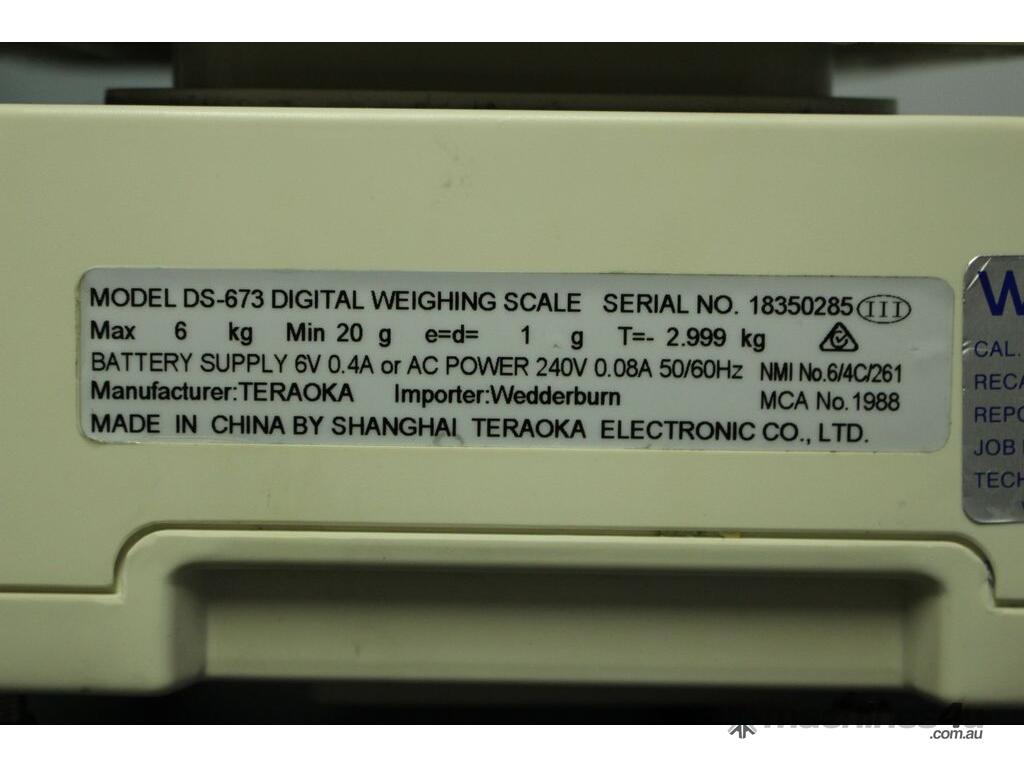 MODEL DS-673 DIGITAL WEIGHING SCALE SERIAL NO. 18350285 III
Max 6 kg Min 20 g e=d= 1 g T=- 2.999 kg
BATTERY SUPPLY 6V 0.4A or AC POWER 240V 0.08A 50/60Hz NMI No.6/4C/261
Manufacturer:TERAOKA Importer:Wedderburn MCA No.1988
MADE IN CHINA BY SHANGHAI TERAOKA ELECTRONIC CO., LTD.
W
CAL.
RECA
REPO
JOB
TECH
machines4u
.com.au